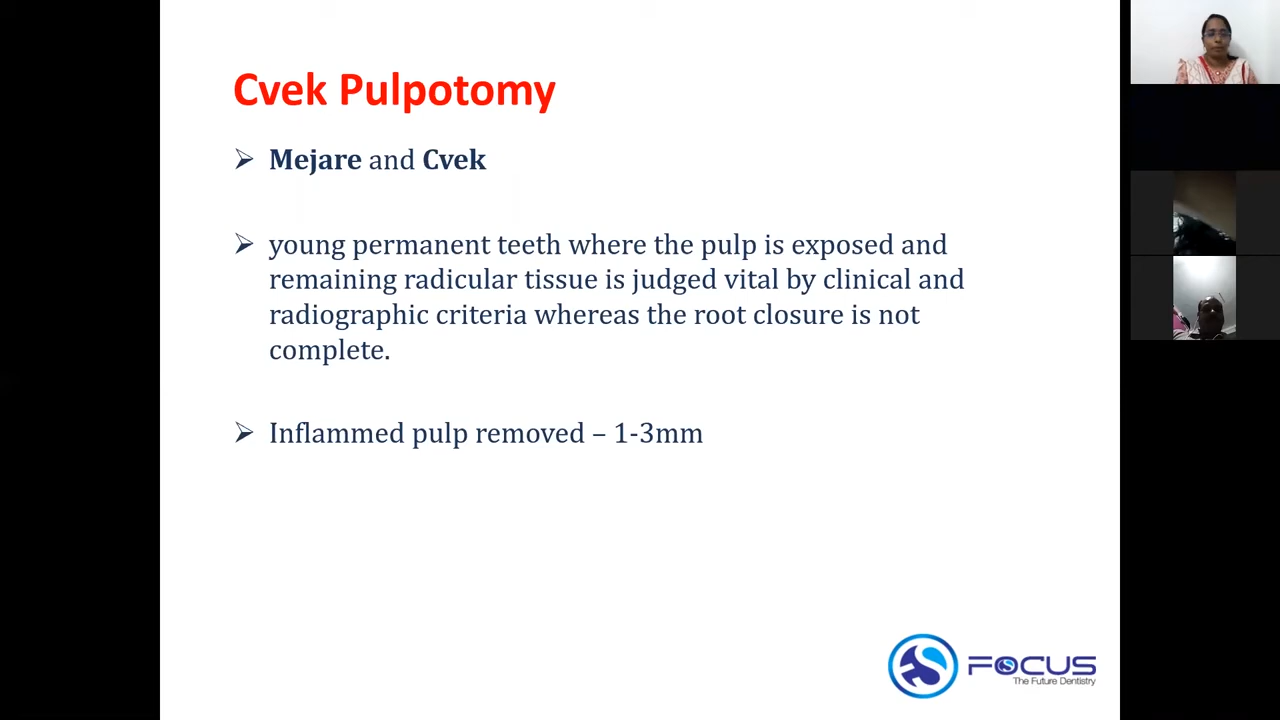 Cvek Pulpotomy
➢ Mejare and Cvek
➢ young permanent teeth where the pulp is exposed and
remaining radicular tissue is judged vital by clinical and
radiographic criteria whereas the root closure is not
complete.
➢ Inflammed pulp removed – 1-3mm
FOCUS
The Future Dentistry